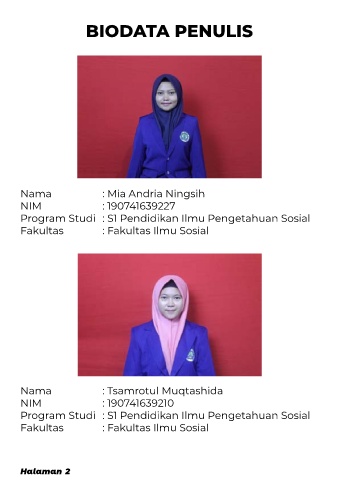 BIODATA PENULIS
Nama : Mia Andria Ningsih
NIM : 190741639227
Program Studi : S1 Pendidikan Ilmu Pengetahuan Sosial
Fakultas : Fakultas Ilmu Sosial
Nama : Tsamrotul Muqtashida
NIM : 190741639210
Program Studi : S1 Pendidikan Ilmu Pengetahuan Sosial
Fakultas : Fakultas Ilmu Sosial
Halaman 2